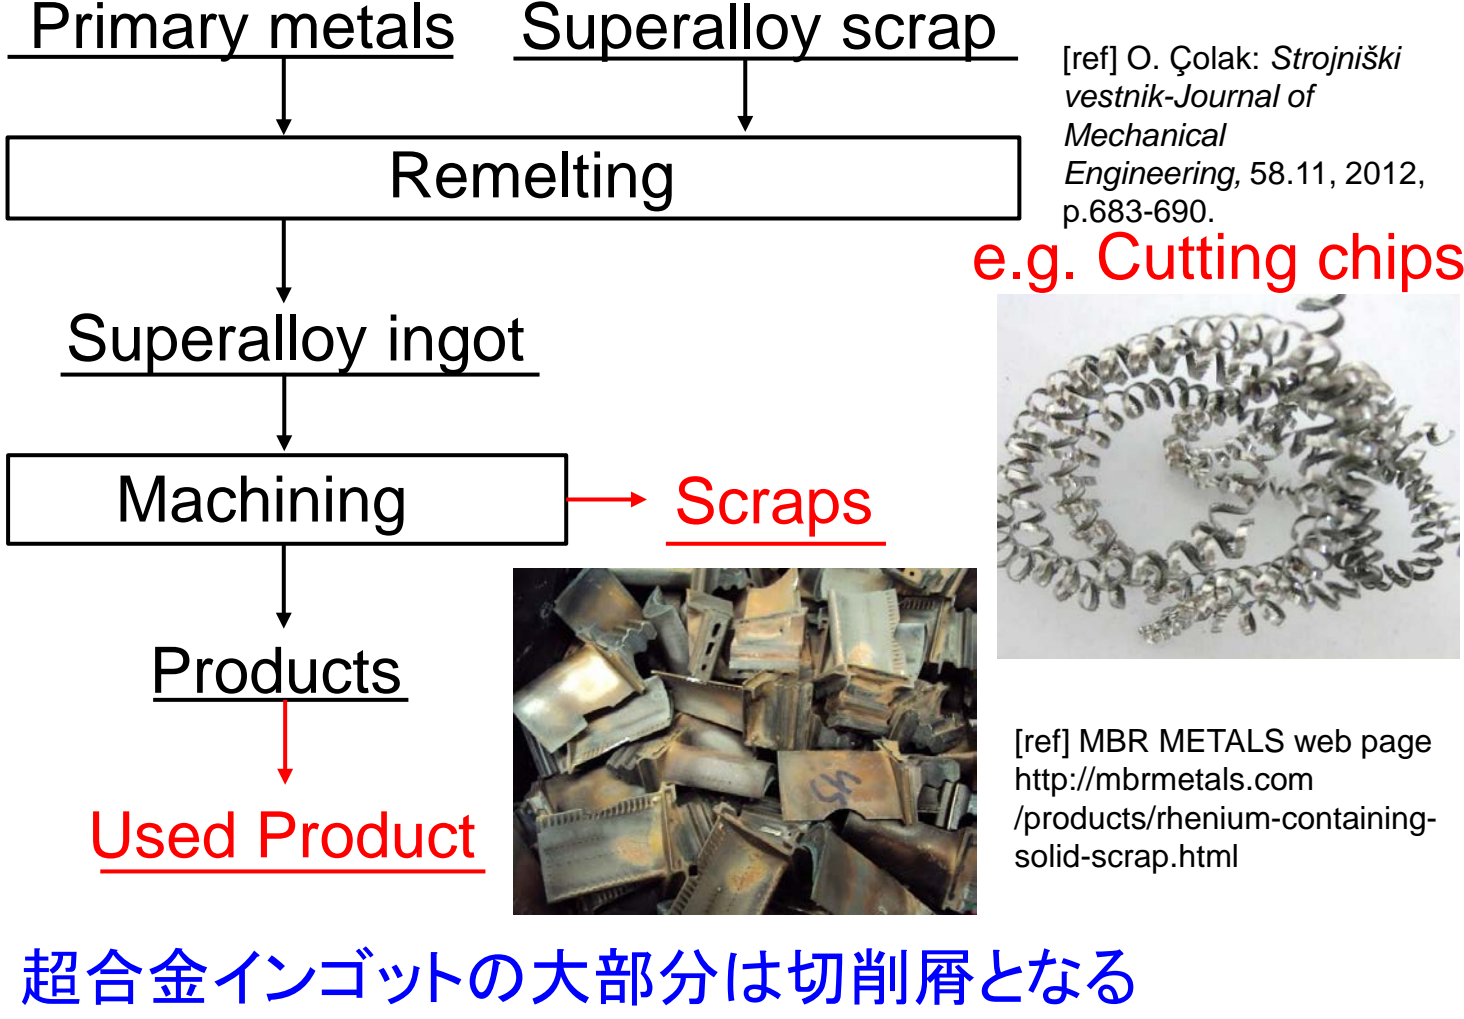 Primary metals
Superalloy scrap
[ref] O. Çolak: Strojniški
vestnik-Journal of
Mechanical
Engineering, 58.11, 2012,
p.683-690.
Remelting
e.g. Cutting chips
Superalloy ingot
Machining
Scraps
Products
[ref] MBR METALS web page
http://mbrmetals.com
/products/rhenium-containing-
solid-scrap.html
Used Product
超合金インゴットの大部分は切削屑となる